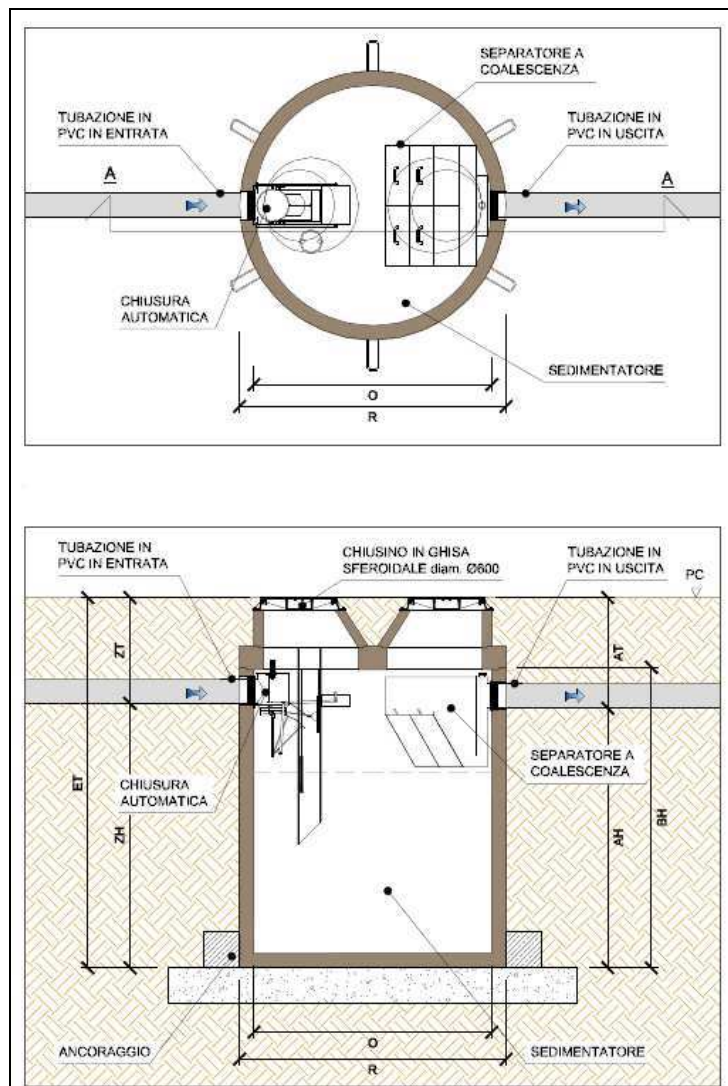 SEPARATORE A
COALESCENZA
TUBAZIONE IN
PVC IN ENTRATA
TUBAZIONE IN
PVC IN USCITA
A
A
CHIUSURA
AUTOMATICA
SEDIMENTATORE
O
R
TUBAZIONE IN
PVC IN ENTRATA
CHIUSINO IN GHISA
SFEROIDALE diam. Ø600
TUBAZIONE IN
PVC IN USCITA
PC
ZT
AT
ET
CHIUSURA
AUTOMATICA
SEPARATORE A
COALESCENZA
ZH
AH
BH
ANCORAGGIO
O
R
SEDIMENTATORE